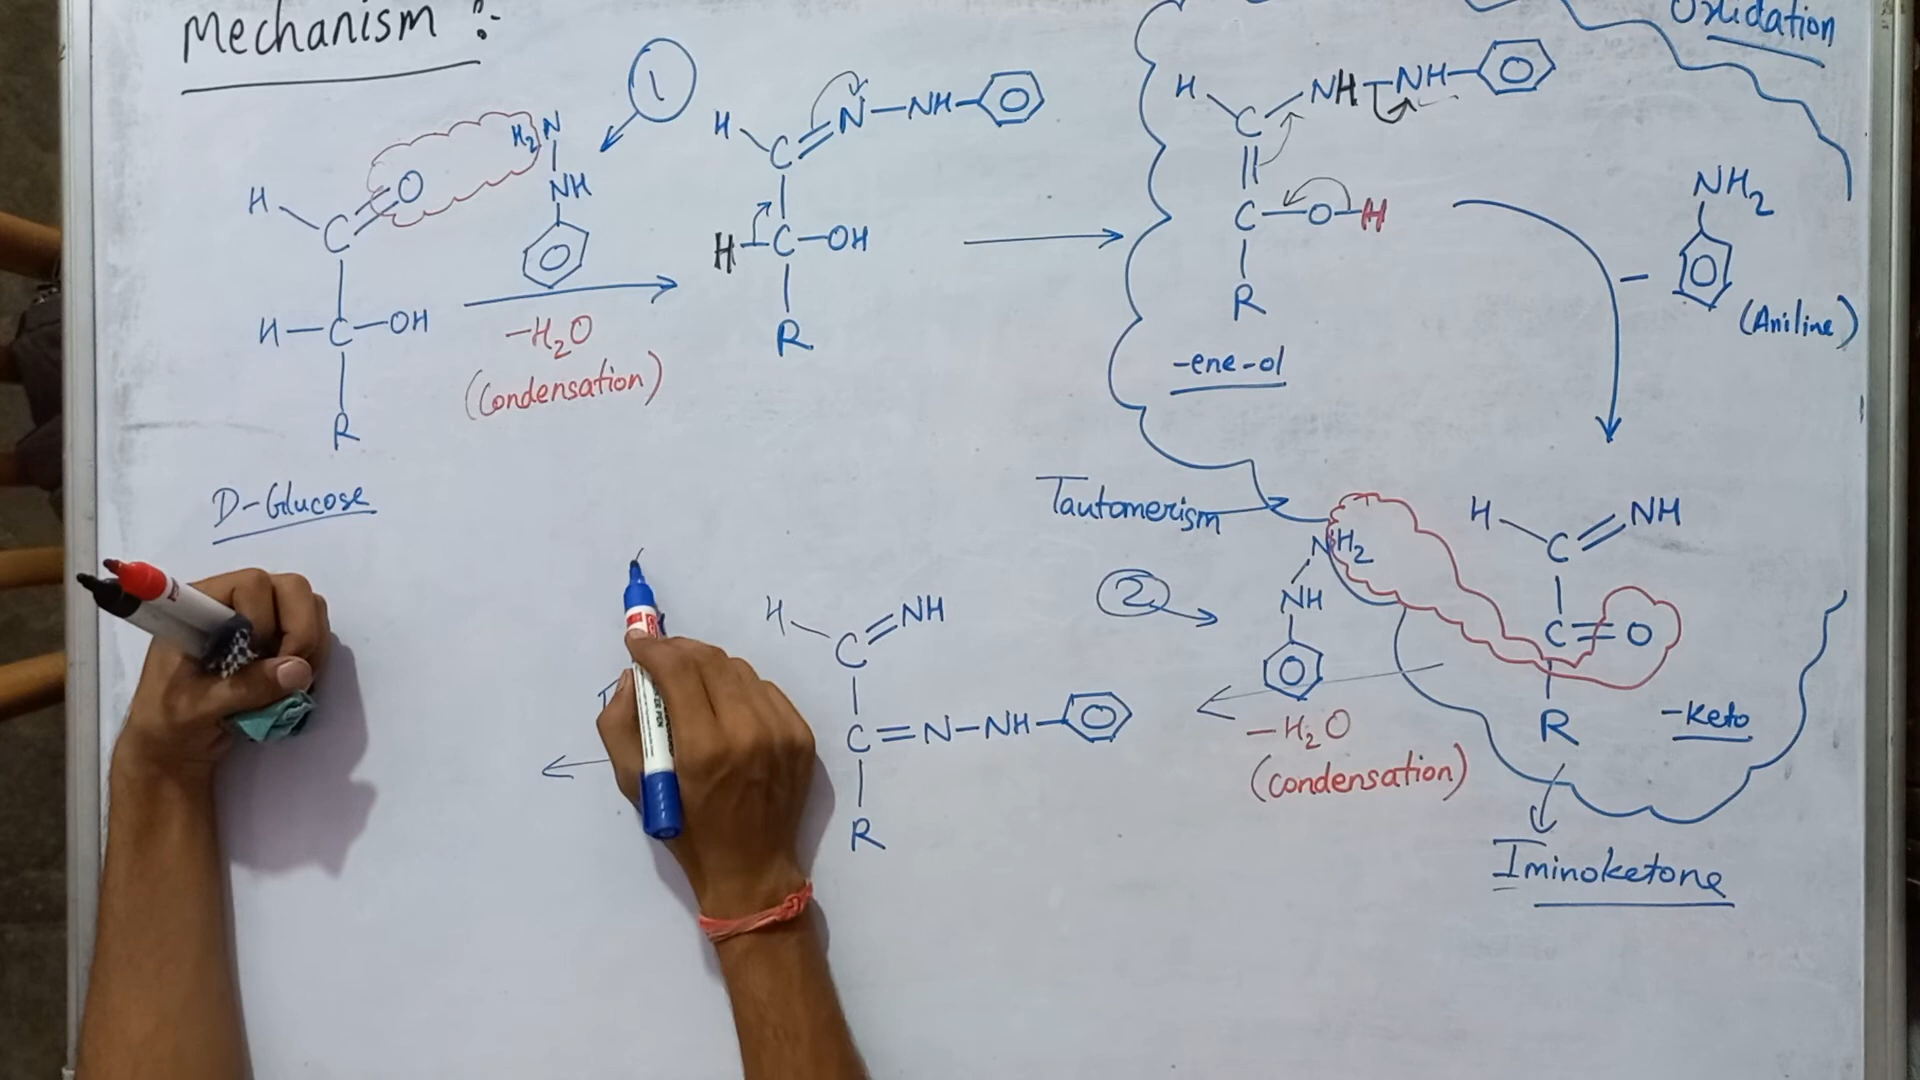 Mechanism :-
Oxidation
1
H
C
O
H2N
NH
H—C—OH
R
D-Glucose
—H2O
(Condensation)
H
C=N—NH
H—C—OH
R
H
C
NH—NH
C—O—H
R
-ene-ol
NH2
— 
(Aniline)
Tautomerism
H
C=NH
C=O
R
-Keto
Iminoketone
2
NH2
NH
—H2O
(Condensation)
H
C=NH
C=N—NH
R